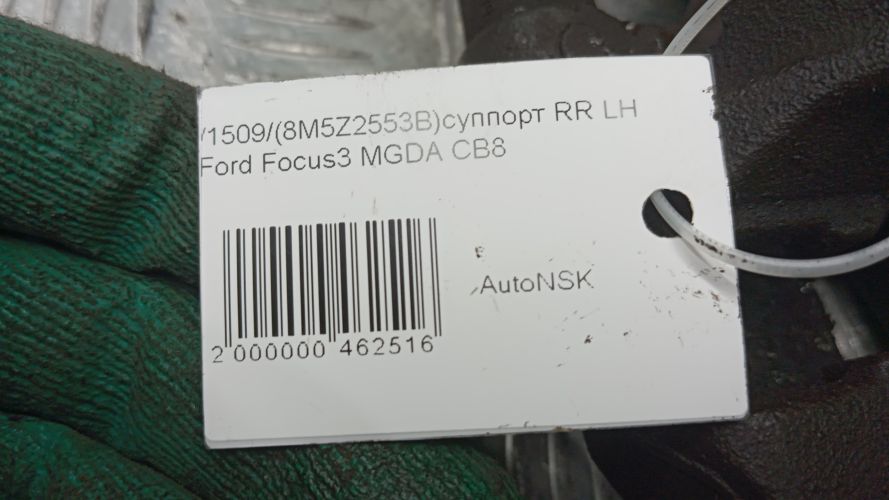 /1509/(8M5Z2553B)суппорт RR LH
Ford Focus3 MGDA CB8
AutoNSK
2 000000 462516